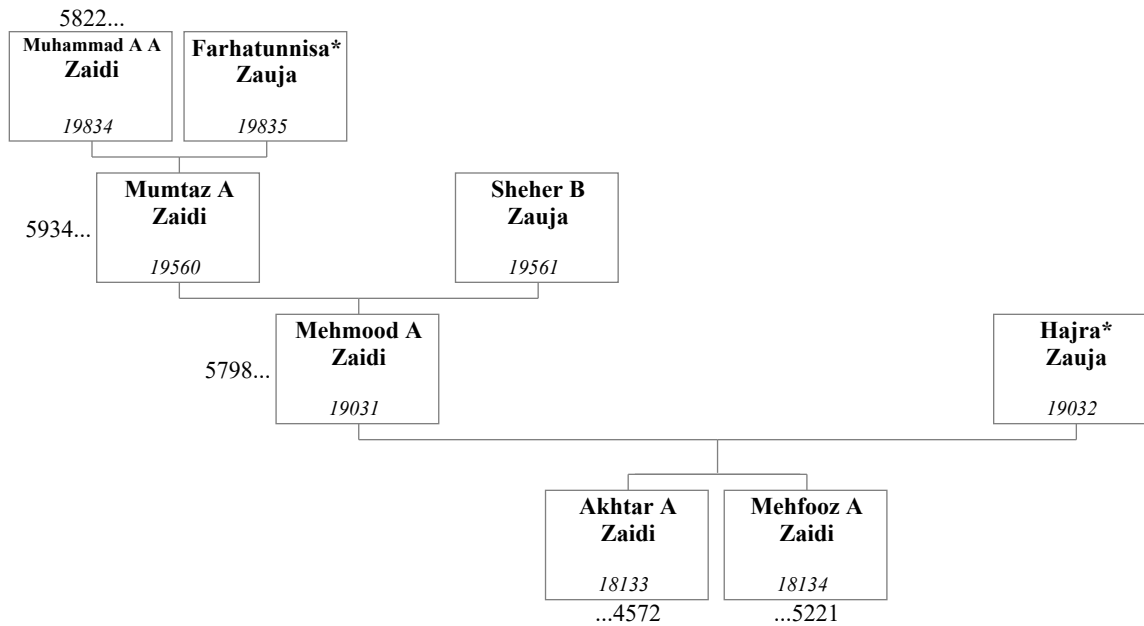 5822...
Muhammad A A
Zaidi
19834
Farhatunnisa*
Zauja
19835
5934...
Mumtaz A
Zaidi
19560
Sheher B
Zauja
19561
5798...
Mehmood A
Zaidi
19031
Hajra*
Zauja
19032
Akhtar A
Zaidi
18133
...4572
Mehfooz A
Zaidi
18134
...5221